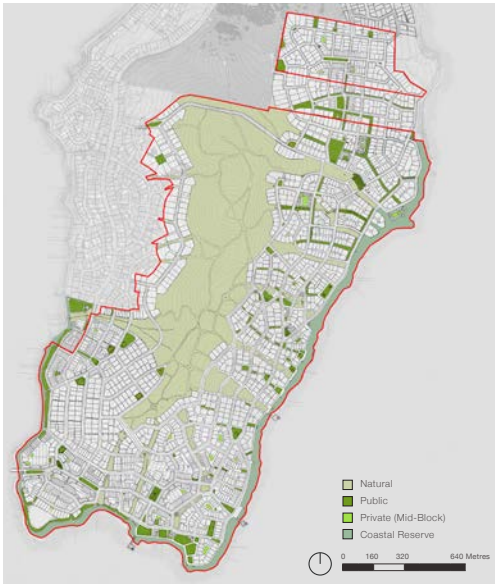 Natural
Public
Private (Mid-Block)
Coastal Reserve
0 160 320 640 Metres